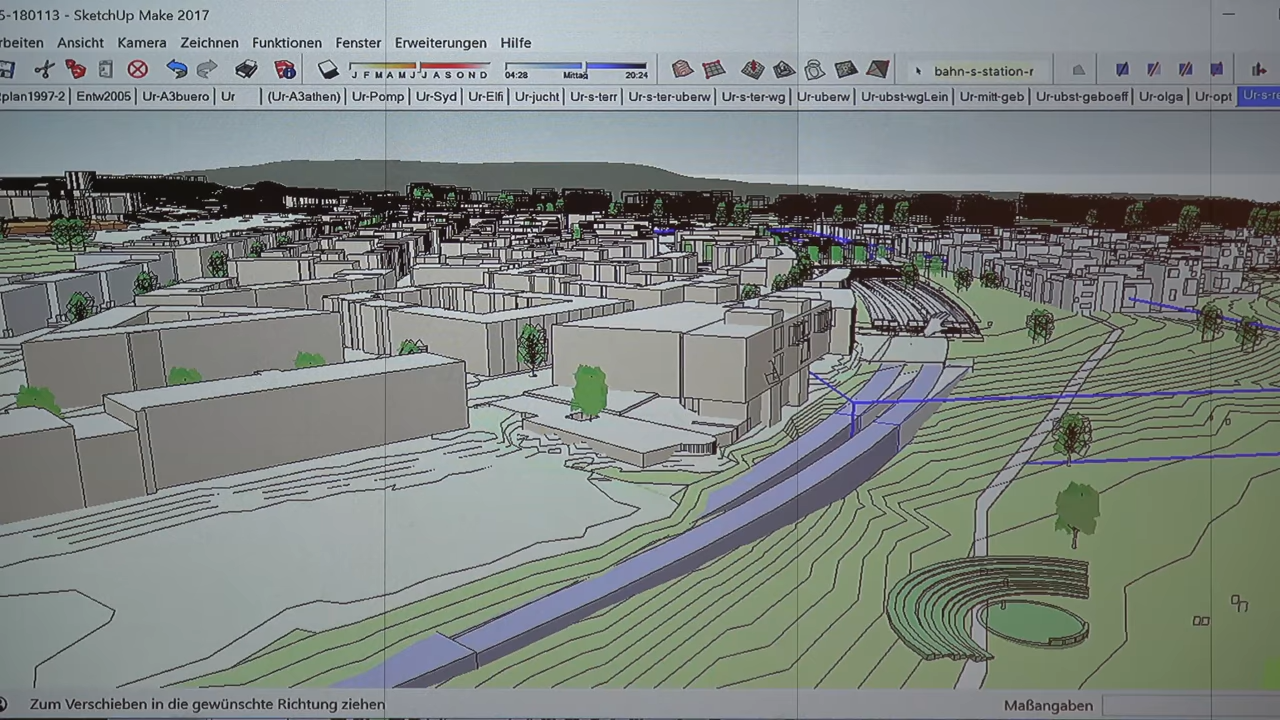 5-180113 - SketchUp Make 2017
rbeiten Ansicht Kamera Zeichnen Funktionen Fenster Erweiterungen Hilfe
J F M A M J J A S O N D 04:28 Mittag 20:24 bahn-s-station-r
plan1997-2 Entw2005 Ur-A3buero Ur (Ur-A3athen) Ur-Pomp Ur-Syd Ur-Elfi Ur-jucht Ur-s-terr Ur-s-ter-uberw Ur-s-ter-wg Ur-uberw Ur-ubst-wgLein Ur-mitt-geb Ur-ubst-geboeff Ur-olga Ur-opt Ur-s-re
Zum Verschieben in die gewünschte Richtung ziehen
Maßangaben